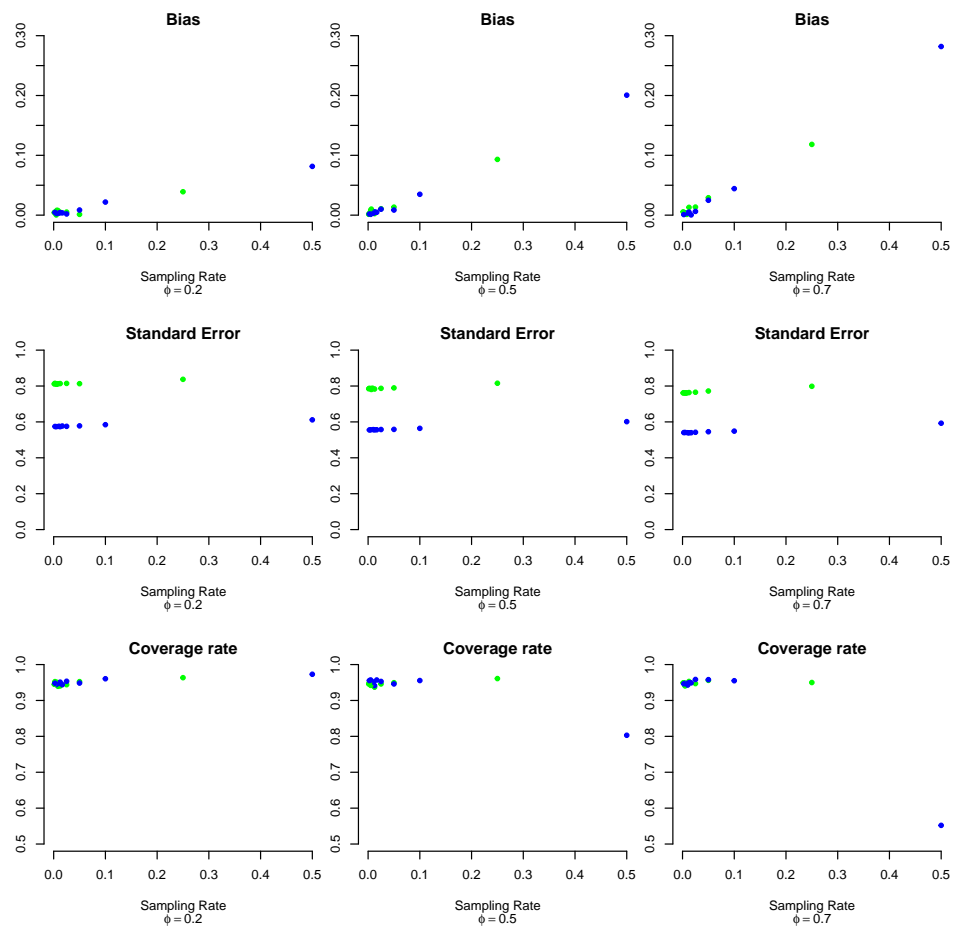 Bias
Bias
Bias
0.00 0.10 0.20 0.30
0.00 0.10 0.20 0.30
0.00 0.10 0.20 0.30
0.0 0.1 0.2 0.3 0.4 0.5
0.0 0.1 0.2 0.3 0.4 0.5
0.0 0.1 0.2 0.3 0.4 0.5
Sampling Rate
ϕ = 0.2
Sampling Rate
ϕ = 0.5
Sampling Rate
ϕ = 0.7
Standard Error
Standard Error
Standard Error
0.0 0.2 0.4 0.6 0.8 1.0
0.0 0.2 0.4 0.6 0.8 1.0
0.0 0.2 0.4 0.6 0.8 1.0
0.0 0.1 0.2 0.3 0.4 0.5
0.0 0.1 0.2 0.3 0.4 0.5
0.0 0.1 0.2 0.3 0.4 0.5
Sampling Rate
ϕ = 0.2
Sampling Rate
ϕ = 0.5
Sampling Rate
ϕ = 0.7
Coverage rate
Coverage rate
Coverage rate
0.5 0.6 0.7 0.8 0.9 1.0
0.5 0.6 0.7 0.8 0.9 1.0
0.5 0.6 0.7 0.8 0.9 1.0
0.0 0.1 0.2 0.3 0.4 0.5
0.0 0.1 0.2 0.3 0.4 0.5
0.0 0.1 0.2 0.3 0.4 0.5
Sampling Rate
ϕ = 0.2
Sampling Rate
ϕ = 0.5
Sampling Rate
ϕ = 0.7